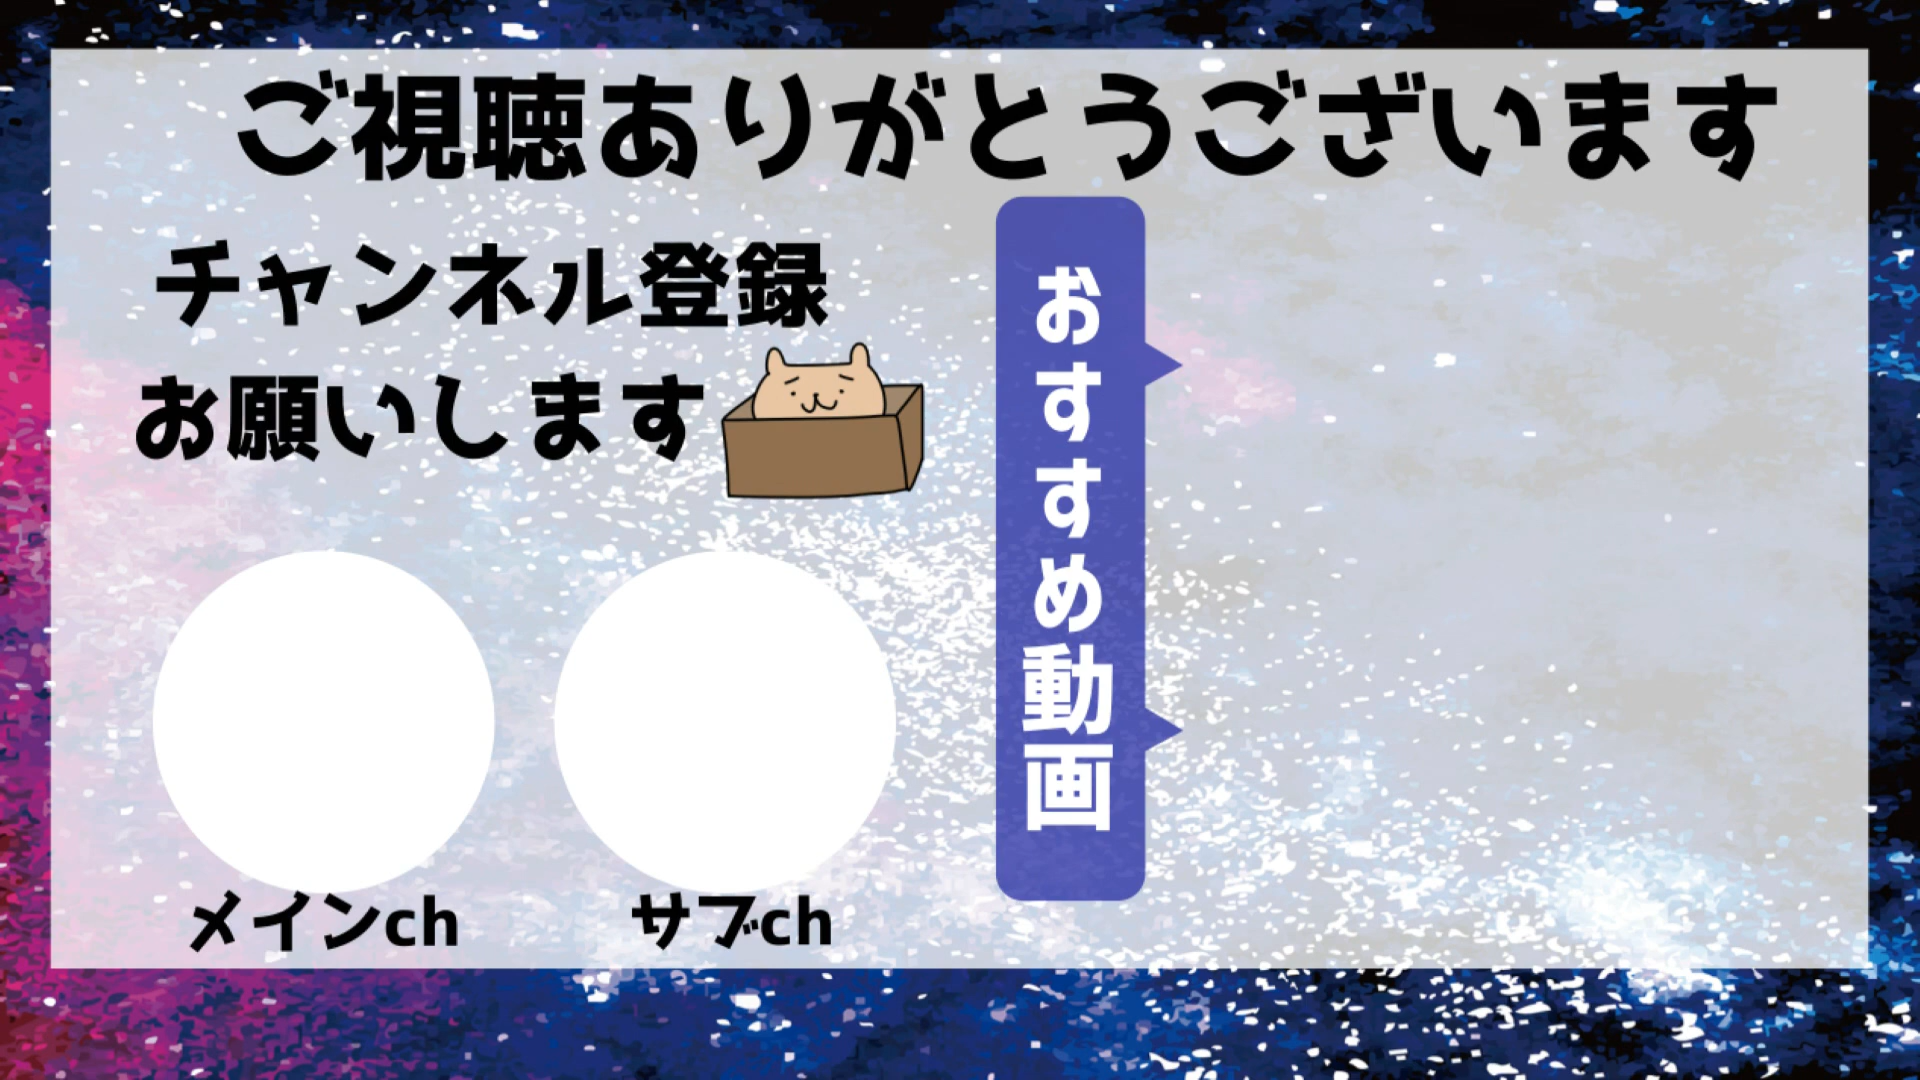 ご視聴ありがとうございます
チャンネル登録
お願いします
おすすめ動画
メインch
サブch